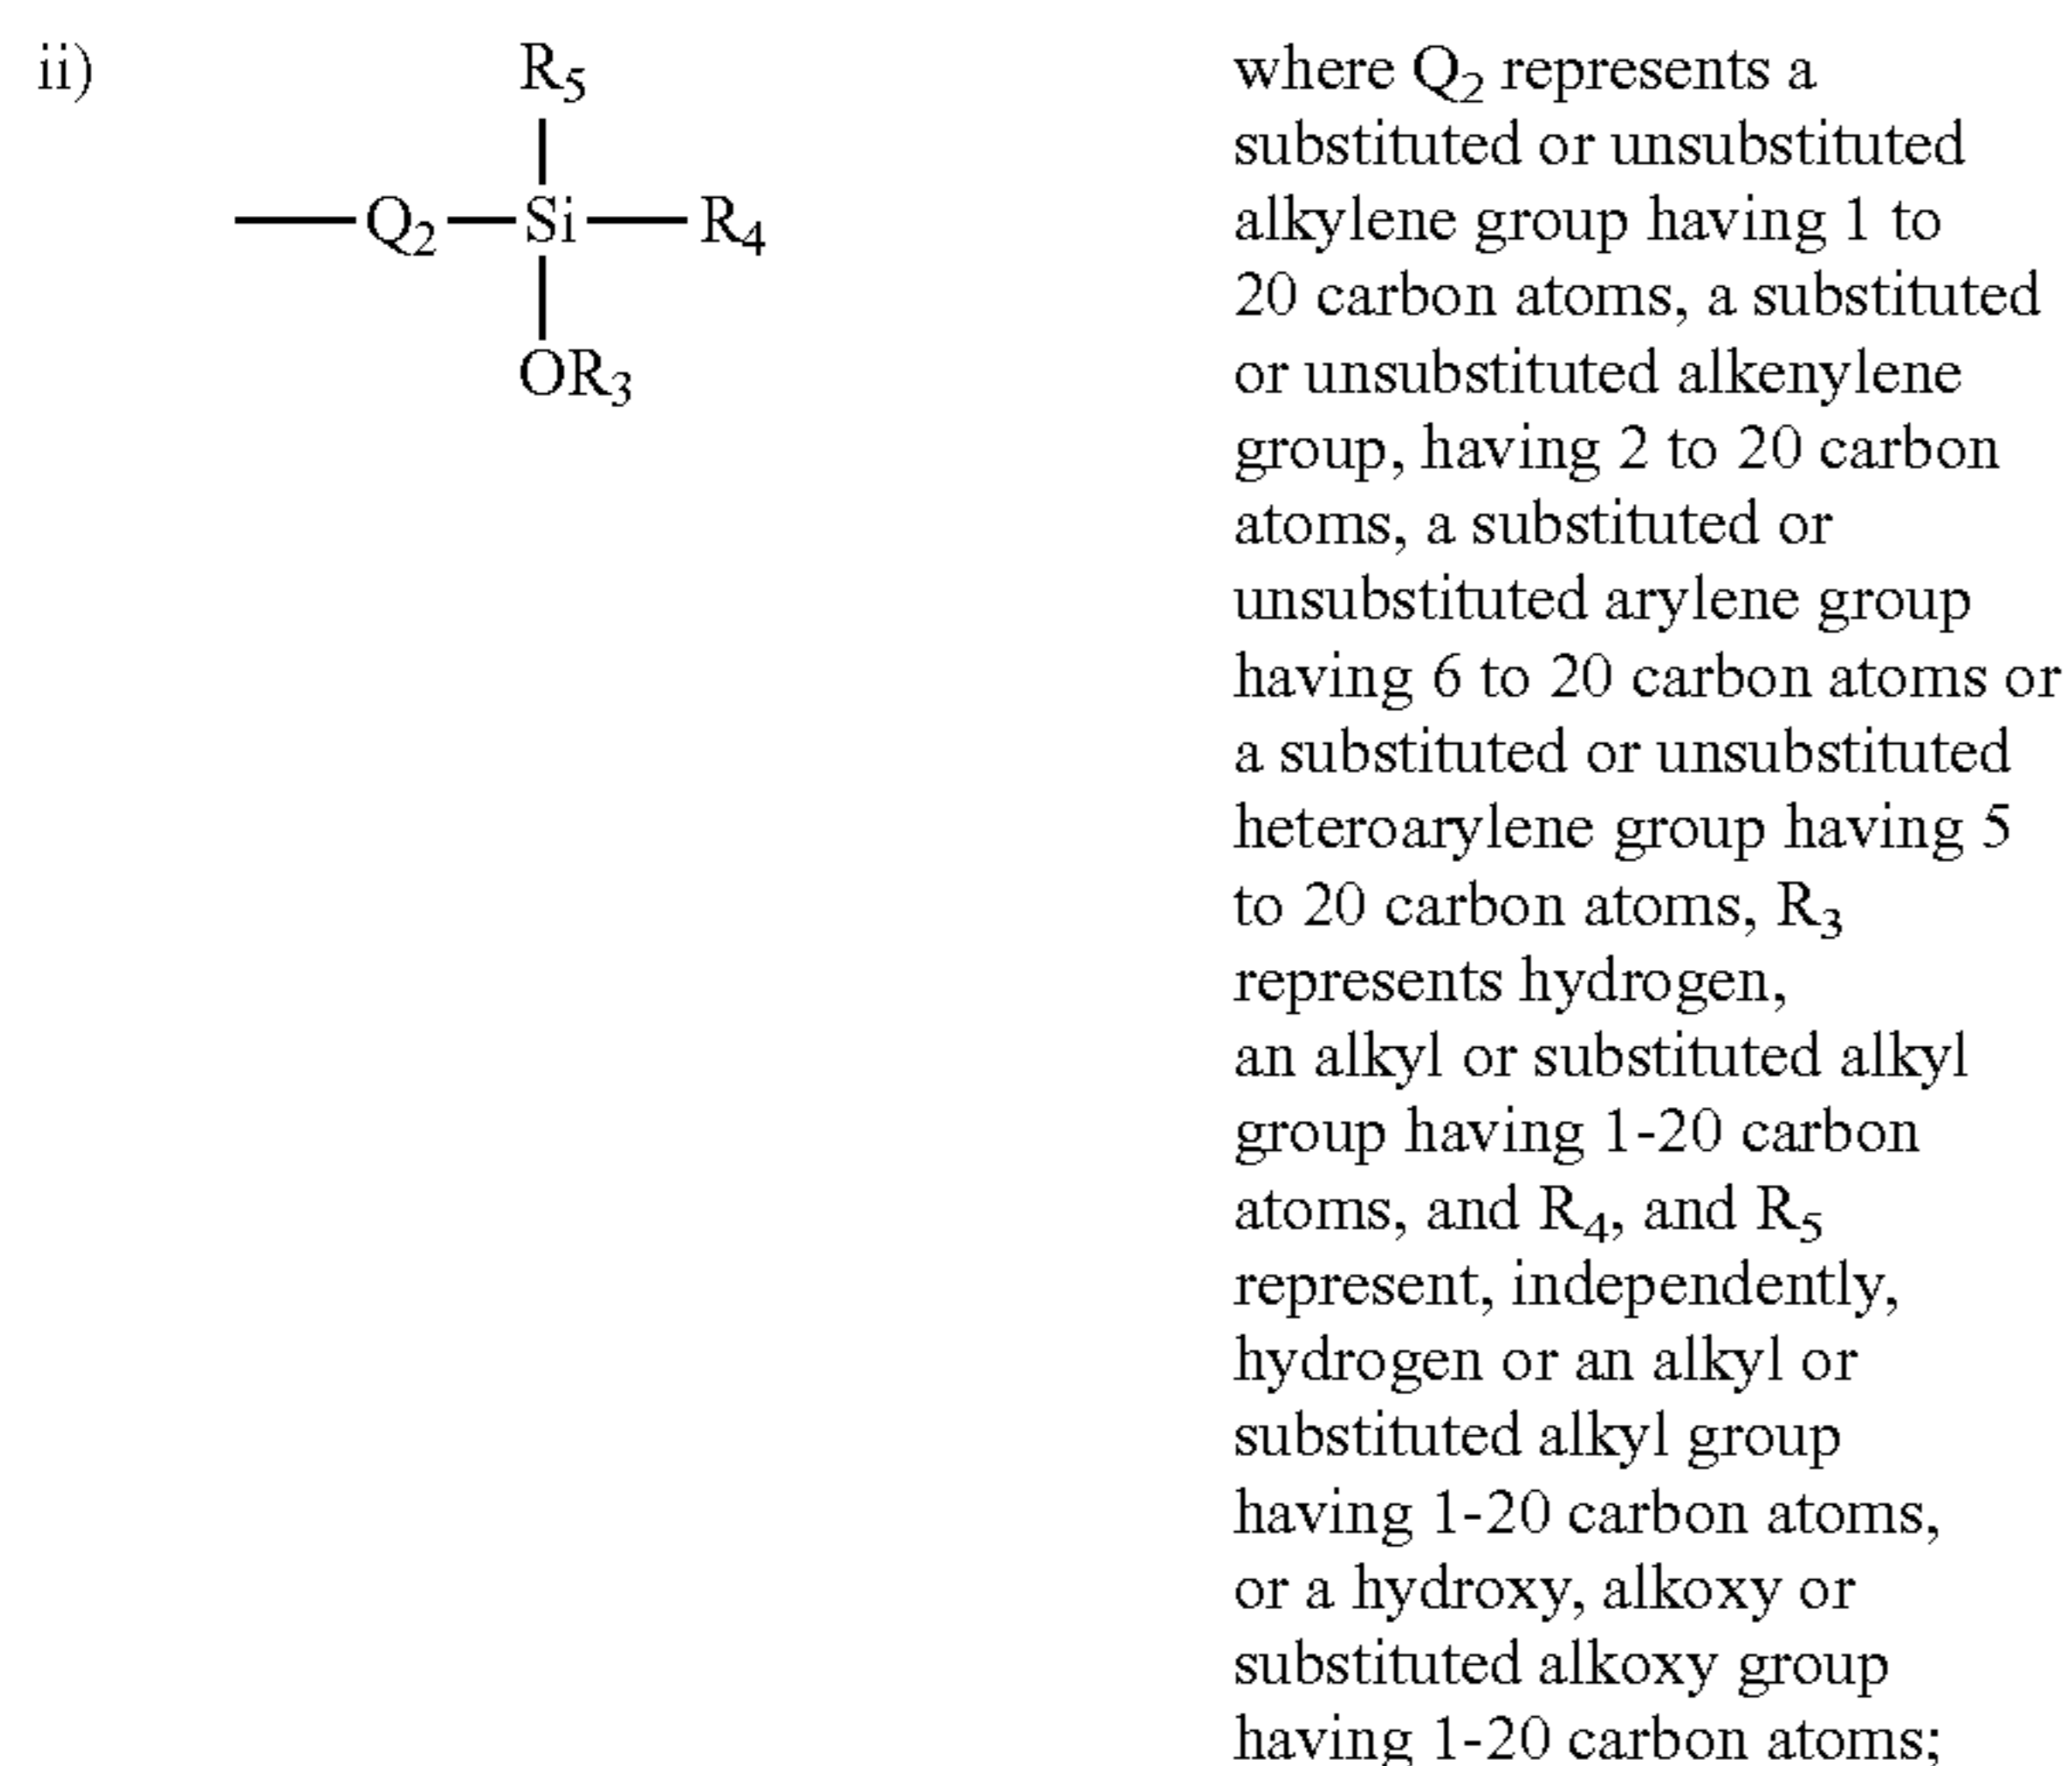 ii)
R5
Q2 Si R4
OR3
where Q2 represents a
substituted or unsubstituted
alkylene group having 1 to
20 carbon atoms, a substituted
or unsubstituted alkenylene
group, having 2 to 20 carbon
atoms, a substituted or
unsubstituted arylene group
having 6 to 20 carbon atoms or
a substituted or unsubstituted
heteroarylene group having 5
to 20 carbon atoms, R3
represents hydrogen,
an alkyl or substituted alkyl
group having 1-20 carbon
atoms, and R4, and R5
represent, independently,
hydrogen or an alkyl or
substituted alkyl group
having 1-20 carbon atoms,
or a hydroxy, alkoxy or
substituted alkoxy group
having 1-20 carbon atoms;